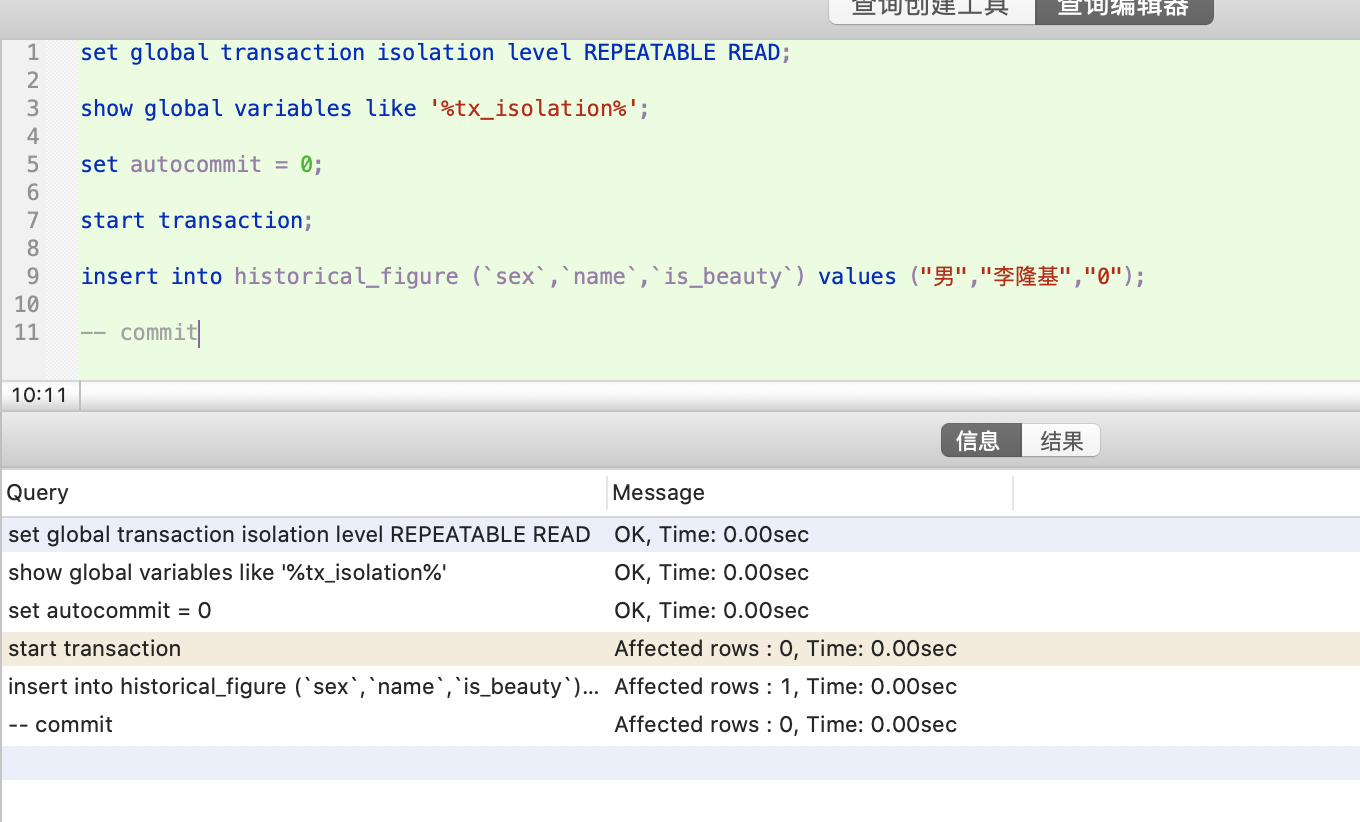 查询创建工具 查询编辑器
1 set global transaction isolation level REPEATABLE READ;
2
3 show global variables like '%tx_isolation%';
4
5 set autocommit = 0;
6
7 start transaction;
8
9 insert into historical_figure (`sex`,`name`,`is_beauty`) values ("男","李隆基","0");
10
11 -- commit
10:11
信息 结果
Query Message
set global transaction isolation level REPEATABLE READ OK, Time: 0.00sec
show global variables like '%tx_isolation%' OK, Time: 0.00sec
set autocommit = 0 OK, Time: 0.00sec
start transaction Affected rows : 0, Time: 0.00sec
insert into historical_figure (`sex`,`name`,`is_beauty`)... Affected rows : 1, Time: 0.00sec
-- commit Affected rows : 0, Time: 0.00sec